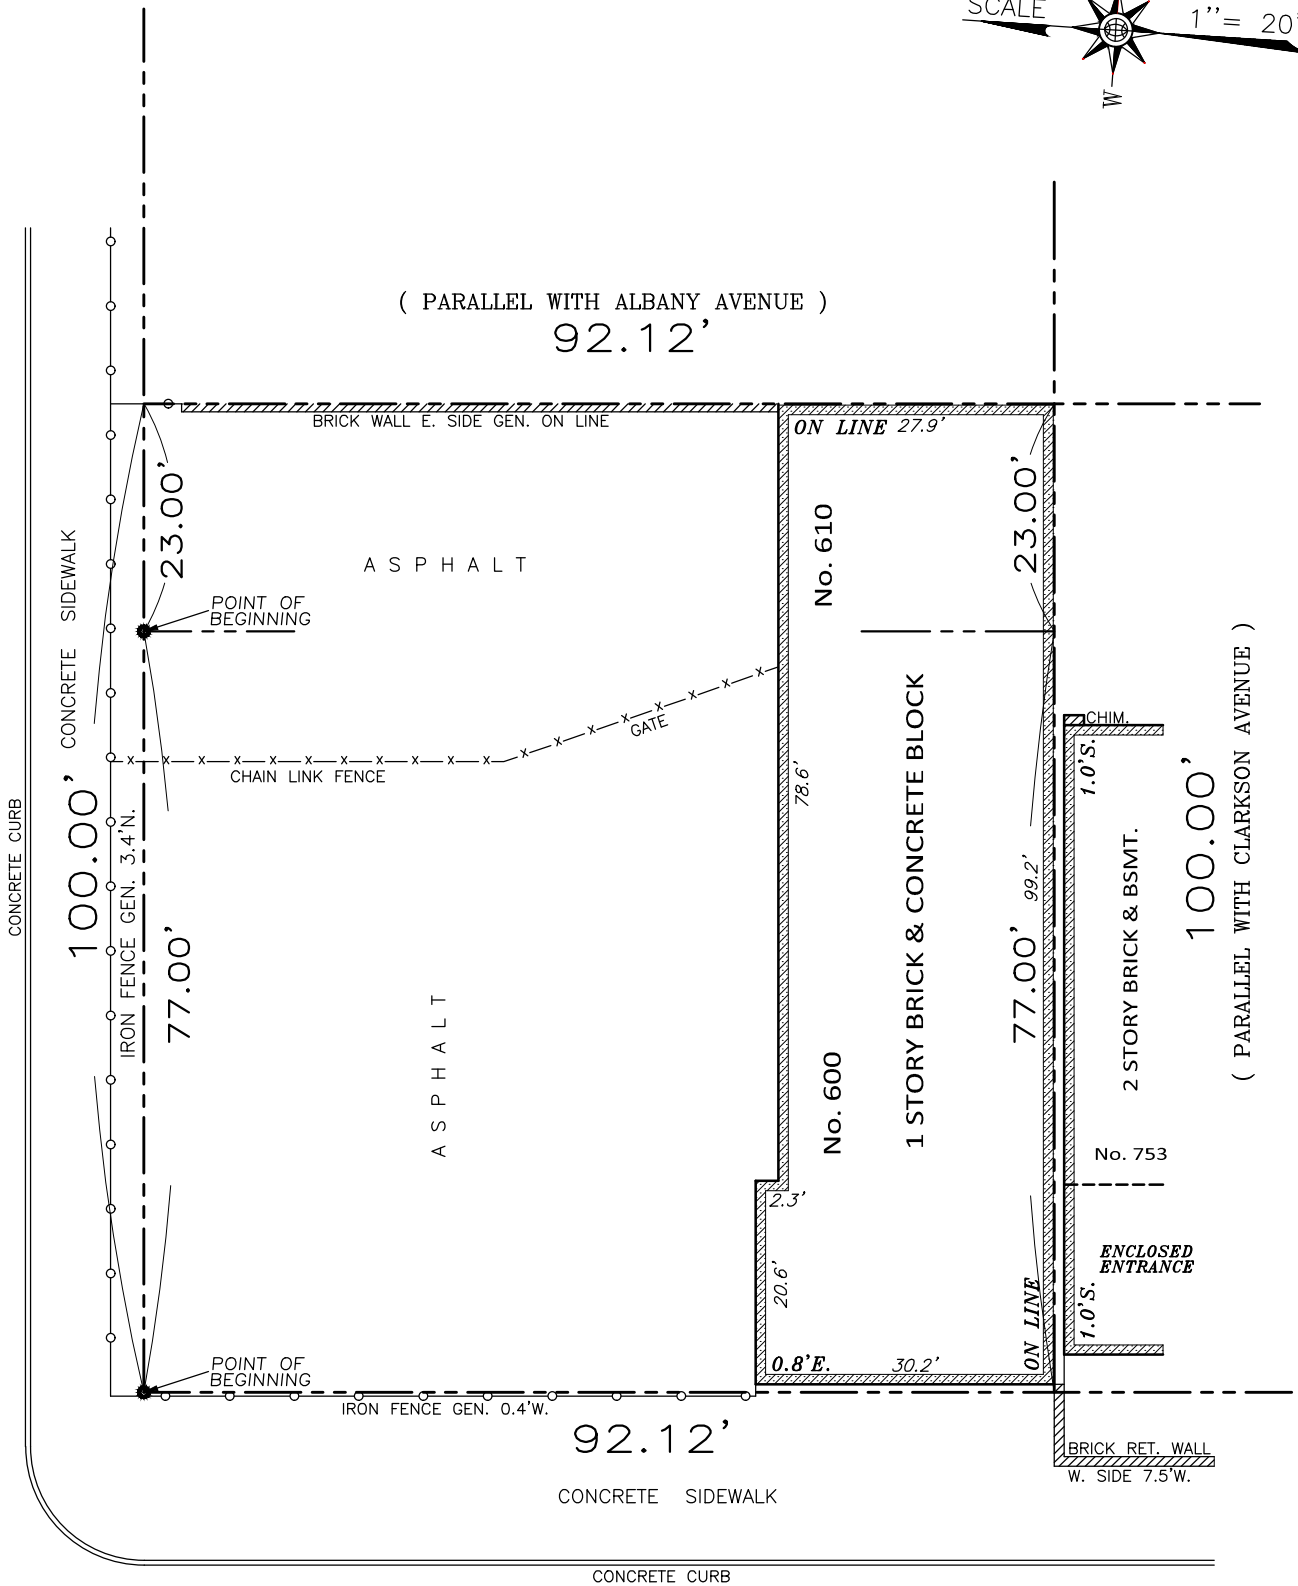 SCALE
1"= 20'
W
( PARALLEL WITH ALBANY AVENUE )
92.12'
BRICK WALL E. SIDE GEN. ON LINE
ON LINE 27.9'
23.00'
23.00'
No. 610
ASPHALT
POINT OF
BEGINNING
CONCRETE SIDEWALK
GATE
CHAIN LINK FENCE
78.6'
1 STORY BRICK & CONCRETE BLOCK
CHIM.
1.0'S.
100.00'
IRON FENCE GEN. 3.4'N.
CONCRETE CURB
77.00'
99.2'
77.00'
2 STORY BRICK & BSMT.
100.00'
( PARALLEL WITH CLARKSON AVENUE )
ASPHALT
No. 600
No. 753
2.3'
20.6'
ENCLOSED
ENTRANCE
1.0'S.
ON LINE
0.8'E.
30.2'
POINT OF
BEGINNING
IRON FENCE GEN. 0.4'W.
92.12'
BRICK RET. WALL
W. SIDE 7.5'W.
CONCRETE SIDEWALK
CONCRETE CURB